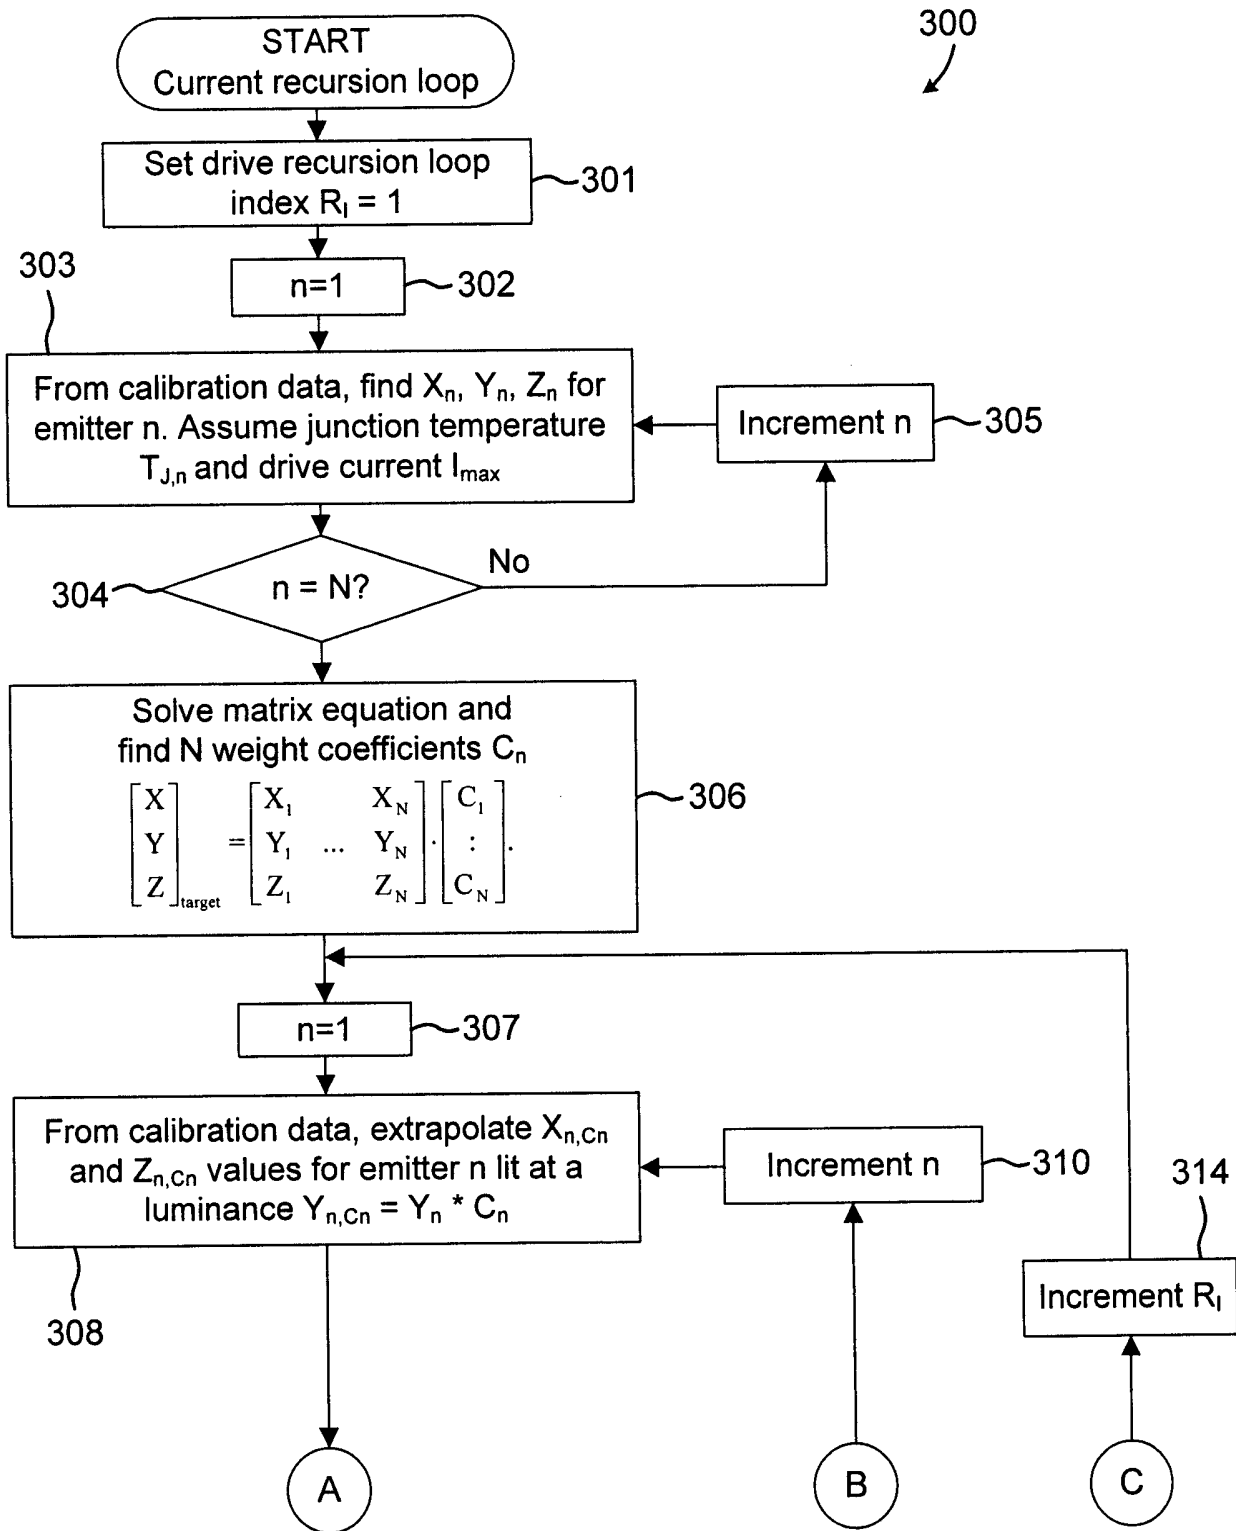 300
START
Current recursion loop
Set drive recursion loop
index R_I = 1
301
303
n=1
302
From calibration data, find X_n, Y_n, Z_n for
emitter n. Assume junction temperature
T_J,n and drive current I_max
Increment n
305
304
n = N?
No
Solve matrix equation and
find N weight coefficients C_n
[X Y Z]_target = [X_1 Y_1 Z_1 ... X_N Y_N Z_N] · [C_1 : C_N].
306
n=1
307
From calibration data, extrapolate X_n,Cn
and Z_n,Cn values for emitter n lit at a
luminance Y_n,Cn = Y_n * C_n
Increment n
310
314
Increment R_I
308
A
B
C